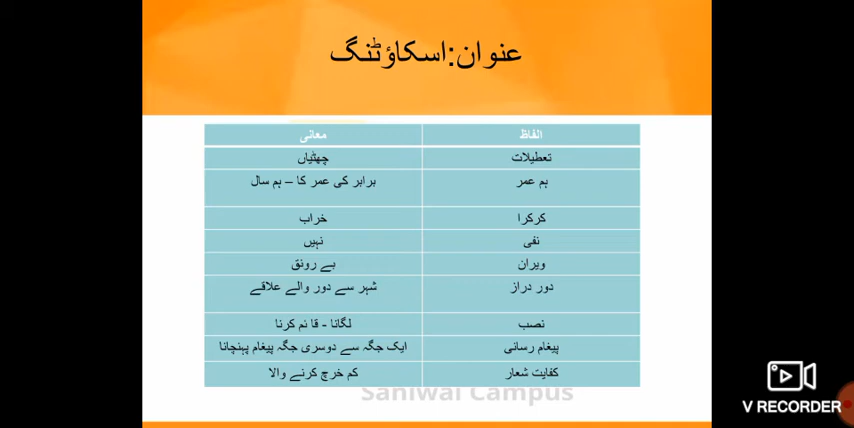 عنوان:اسکاؤٹنگ
الفاظ معانی
تعطیلات چھٹیاں
ہم عمر برابر کی عمر کا – ہم سال
کرکرا خراب
نفی نہیں
ویران بے رونق
دور دراز شہر سے دور والے علاقے
نصب لگانا - قائم کرنا
پیغام رسانی ایک جگہ سے دوسری جگہ پیغام پہنچانا
کفایت شعار کم خرچ کرنے والا
Sahiwal Campus
V RECORDER